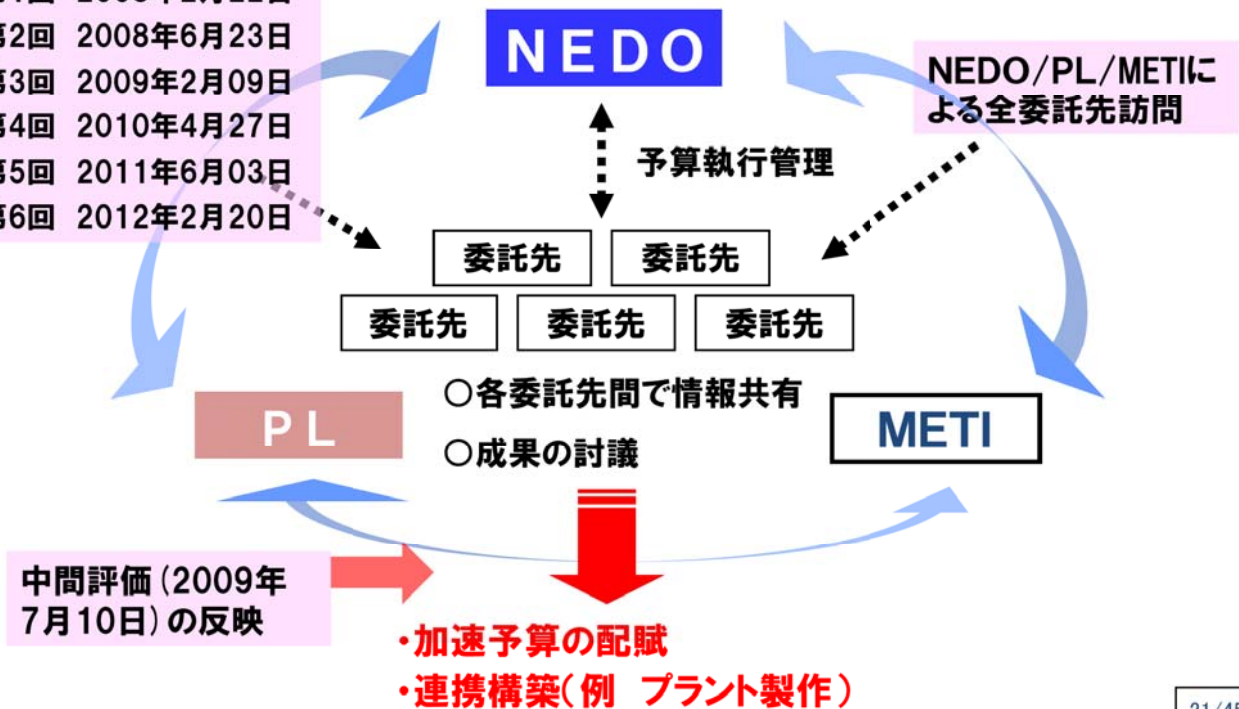 第2回 2008年6月23日
第3回 2009年2月09日
第4回 2010年4月27日
第5回 2011年6月03日
第6回 2012年2月20日
NEDO
NEDO/PL/METIに
よる全委託先訪問
予算執行管理
委託先
委託先
委託先
委託先
委託先
○各委託先間で情報共有
○成果の討議
PL
METI
中間評価(2009年
7月10日)の反映
・加速予算の配賦
・連携構築(例 プラント製作)